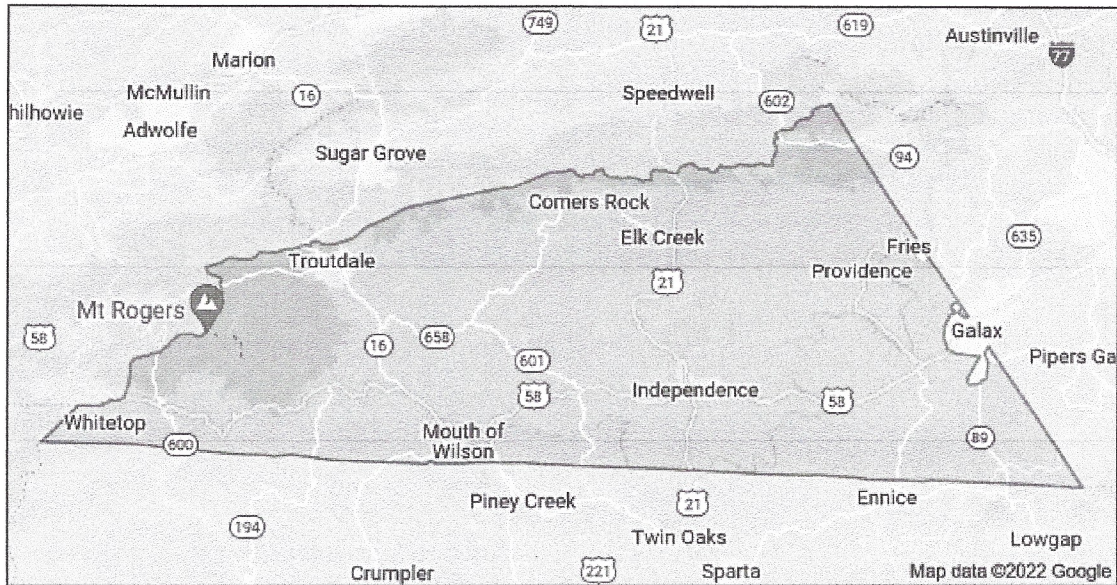 749
21
619
Austinville
Marion
77
McMullin
16
Speedwell
602
hilhowie
Adwolfe
Sugar Grove
94
Comers Rock
Elk Creek
Fries
635
Troutdale
Providence
21
Mt Rogers
58
Galax
16
658
601
Pipers Ga
Independence
58
58
Whitetop
600
Mouth of
Wilson
89
Piney Creek
21
Ennice
194
Twin Oaks
Lowgap
Crumpler
221
Sparta
Map data ©2022 Google